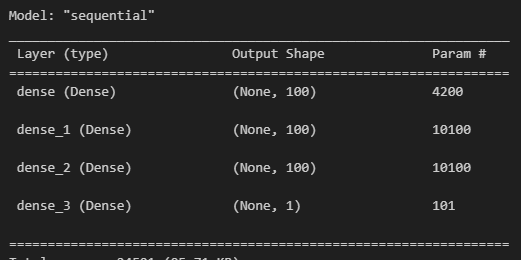 Model: "sequential"
_________________________________________________________________
Layer (type) Output Shape Param #
=================================================================
dense (Dense) (None, 100) 4200
dense_1 (Dense) (None, 100) 10100
dense_2 (Dense) (None, 100) 10100
dense_3 (Dense) (None, 1) 101
=================================================================